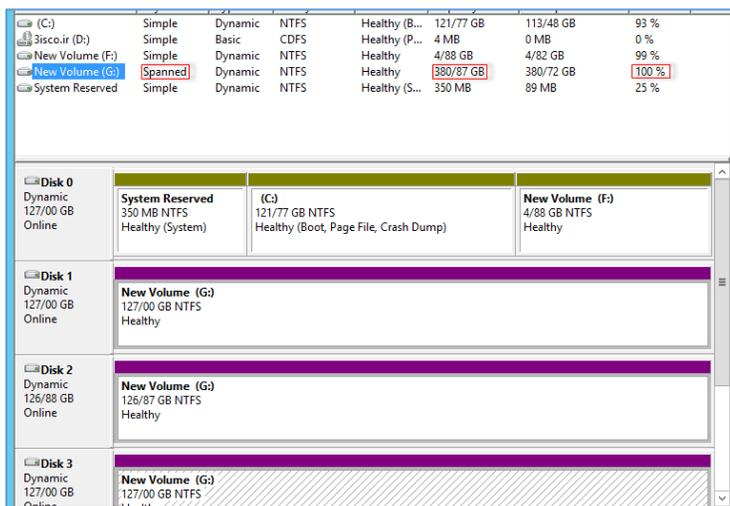 (C:) Simple Dynamic NTFS Healthy (B... 121/77 GB 113/48 GB 93 %
3isco.ir (D:) Simple Basic CDFS Healthy (P... 4 MB 0 MB 0 %
New Volume (F:) Simple Dynamic NTFS Healthy 4/88 GB 4/82 GB 99 %
New Volume (G:) Spanned Dynamic NTFS Healthy 380/87 GB 380/72 GB 100 %
System Reserved Simple Dynamic NTFS Healthy (S... 350 MB 89 MB 25 %
Disk 0
Dynamic
127/00 GB
Online
System Reserved
350 MB NTFS
Healthy (System)
(C:)
121/77 GB NTFS
Healthy (Boot, Page File, Crash Dump)
New Volume (F:)
4/88 GB NTFS
Healthy
Disk 1
Dynamic
127/00 GB
Online
New Volume (G:)
127/00 GB NTFS
Healthy
Disk 2
Dynamic
126/88 GB
Online
New Volume (G:)
126/87 GB NTFS
Healthy
Disk 3
Dynamic
127/00 GB
New Volume (G:)
127/00 GB NTFS